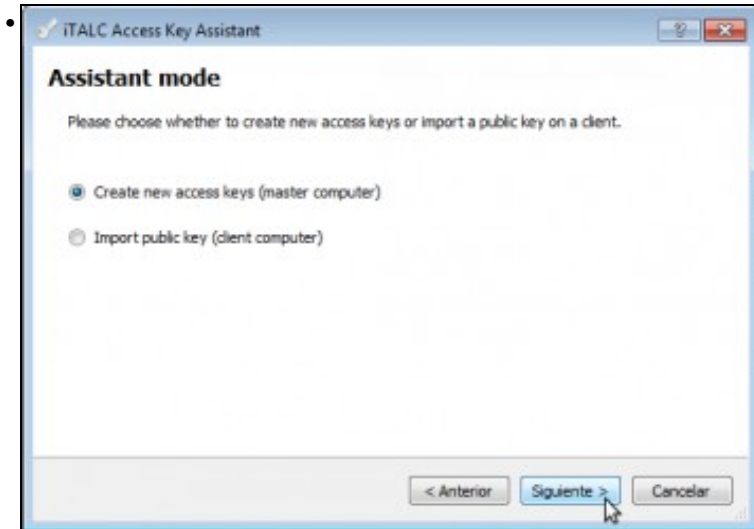 iTALC Access Key Assistant
Assistant mode
Please choose whether to create new access keys or import a public key on a client.
Create new access keys (master computer)
Import public key (client computer)
< Anterior Siguiente > Cancelar